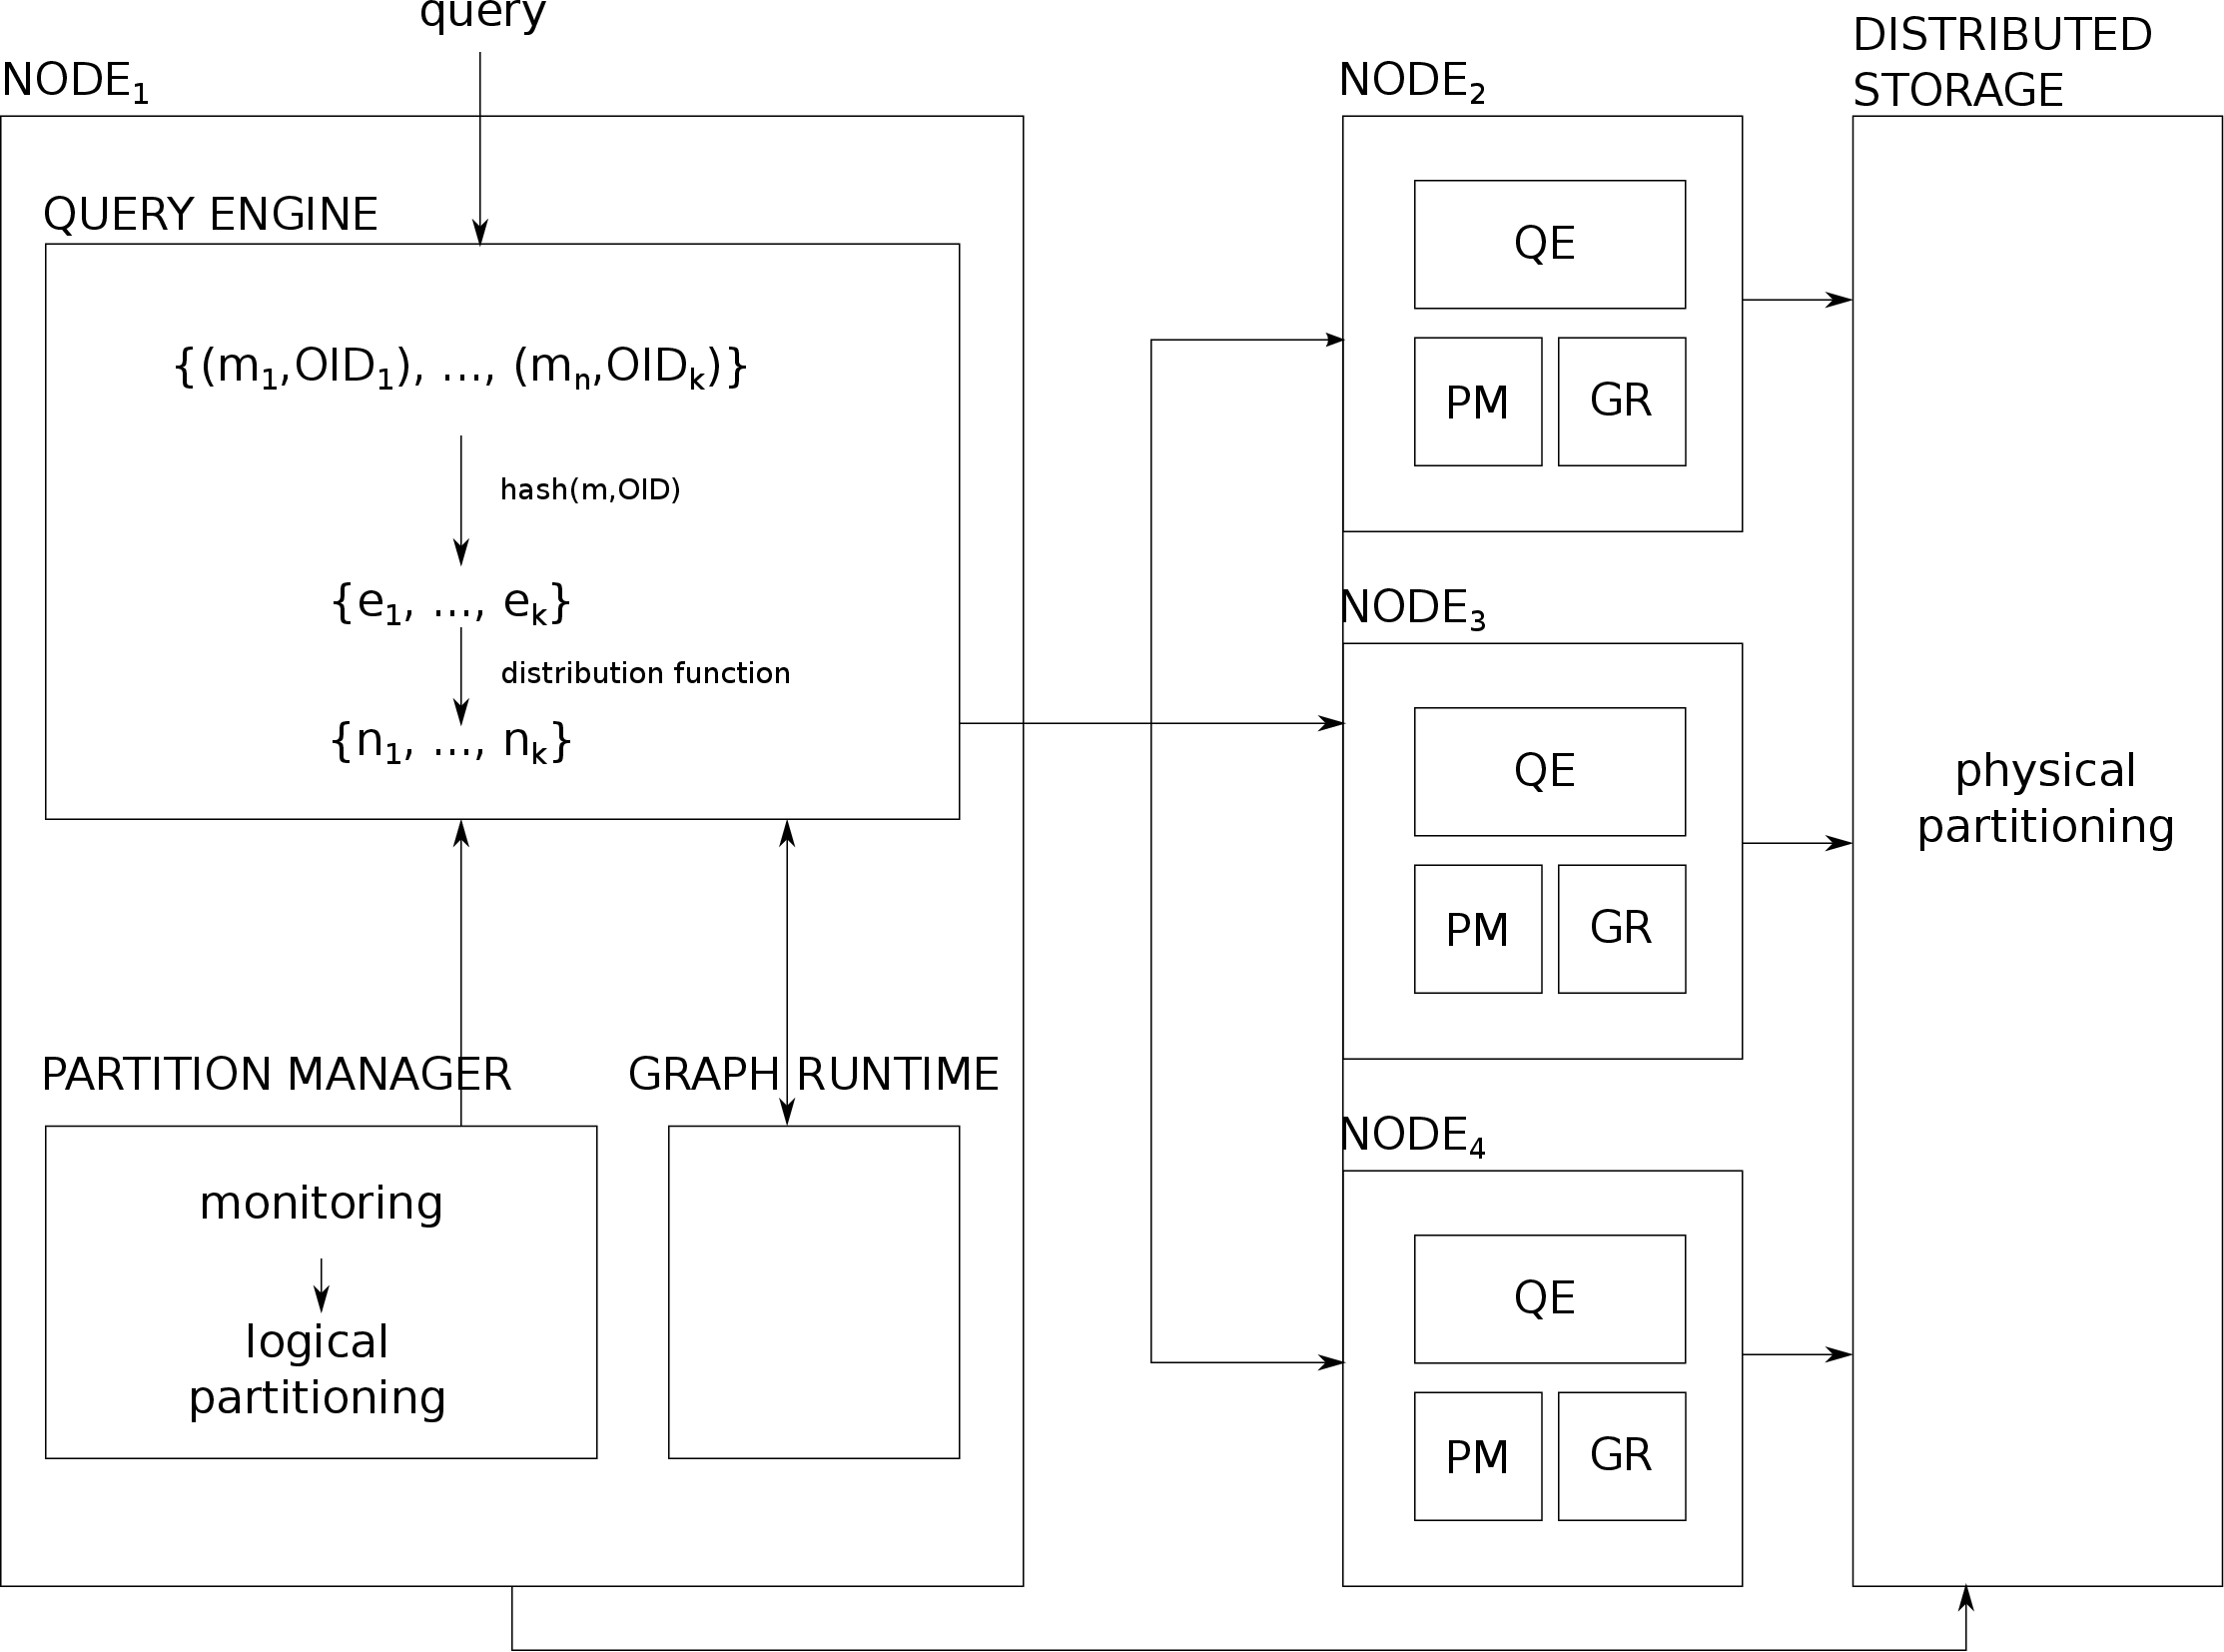 query
NODE₁
QUERY ENGINE
{(m₁,OID₁), ..., (mₙ,OIDₖ)}
hash(m,OID)
{e₁, ..., eₖ}
distribution function
{n₁, ..., nₖ}
PARTITION MANAGER
monitoring
logical
partitioning
GRAPH RUNTIME
NODE₂
QE
PM
GR
NODE₃
QE
PM
GR
NODE₄
QE
PM
GR
DISTRIBUTED
STORAGE
physical
partitioning